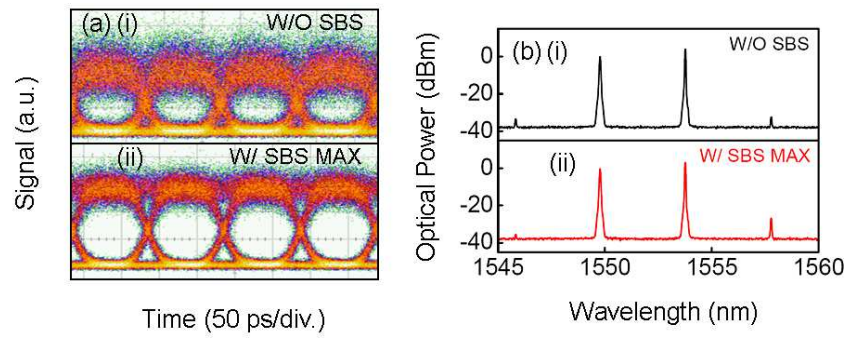 (a) (i) W/O SBS
(ii) W/ SBS MAX
Signal (a.u.)
Time (50 ps/div.)
(b) (i) W/O SBS
(ii) W/ SBS MAX
Optical Power (dBm)
0
-20
-40
0
-20
-40
1545 1550 1555 1560
Wavelength (nm)